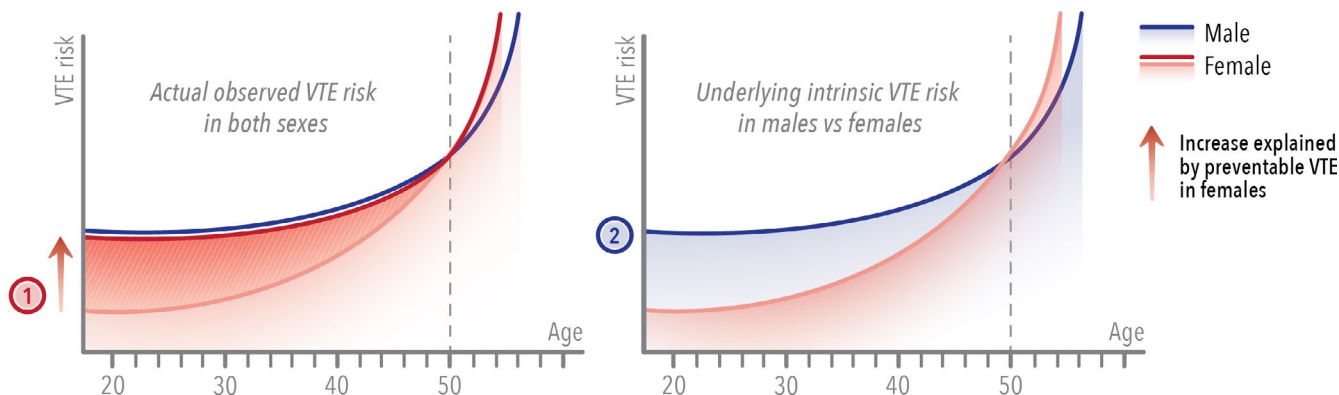 VTE risk
Actual observed VTE risk
in both sexes
1
Age
20 30 40 50
VTE risk
Underlying intrinsic VTE risk
in males vs females
2
Age
20 30 40 50
Male
Female
Increase explained
by preventable VTE
in females